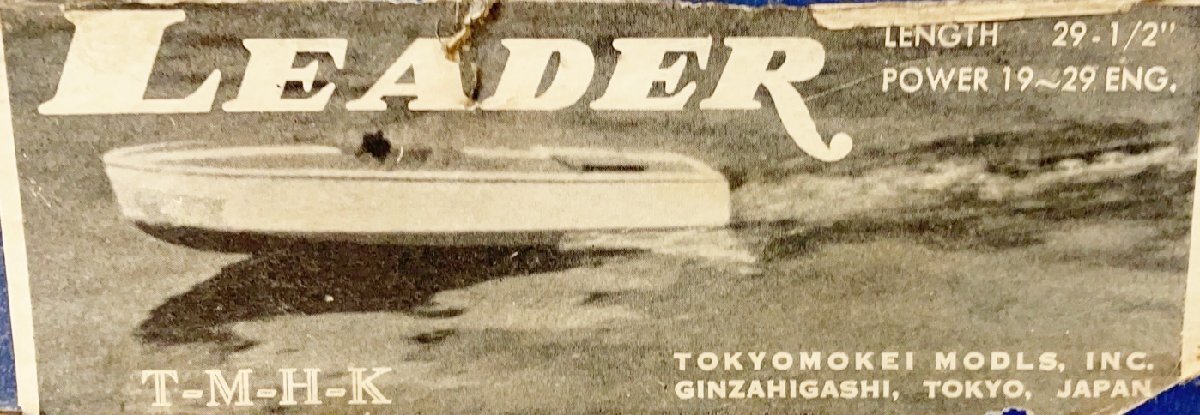 LEADER
LENGTH 29-1/2"
POWER 19~29 ENG.
T-M-H-K
TOKYOMOKEI MODLS, INC.
GINZAHIGASHI, TOKYO, JAPAN